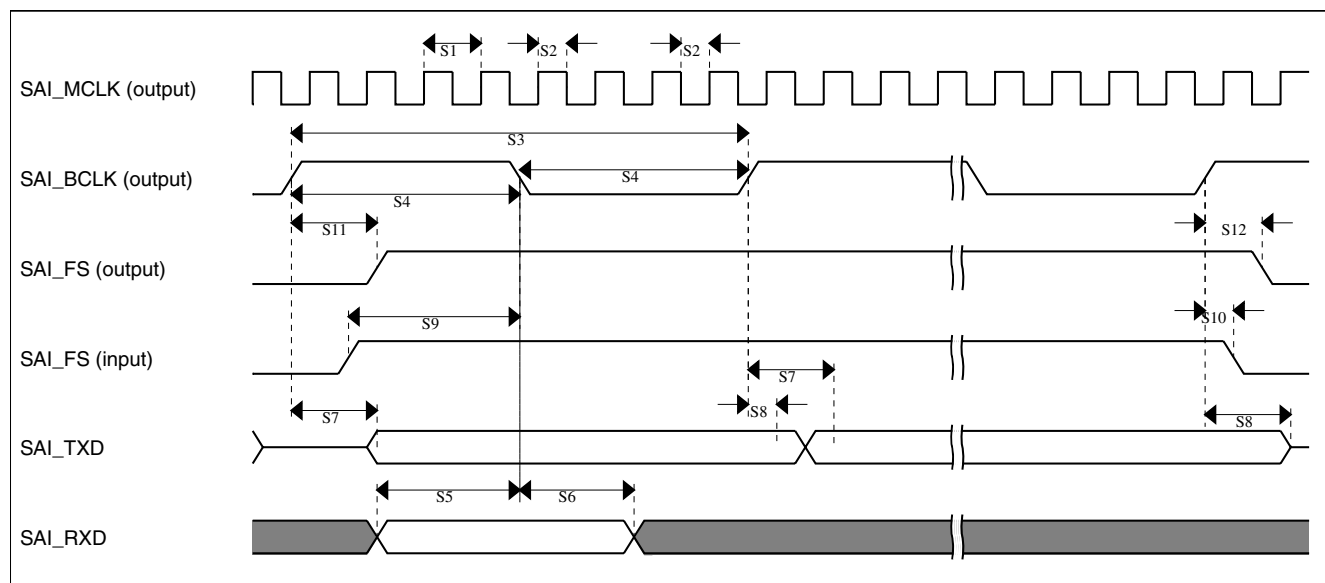 S1
S2
S2
SAI_MCLK (output)
S3
SAI_BCLK (output)
S4
S4
S11
S12
SAI_FS (output)
S9
S10
SAI_FS (input)
S7
S7
S8
S8
SAI_TXD
S5
S6
SAI_RXD